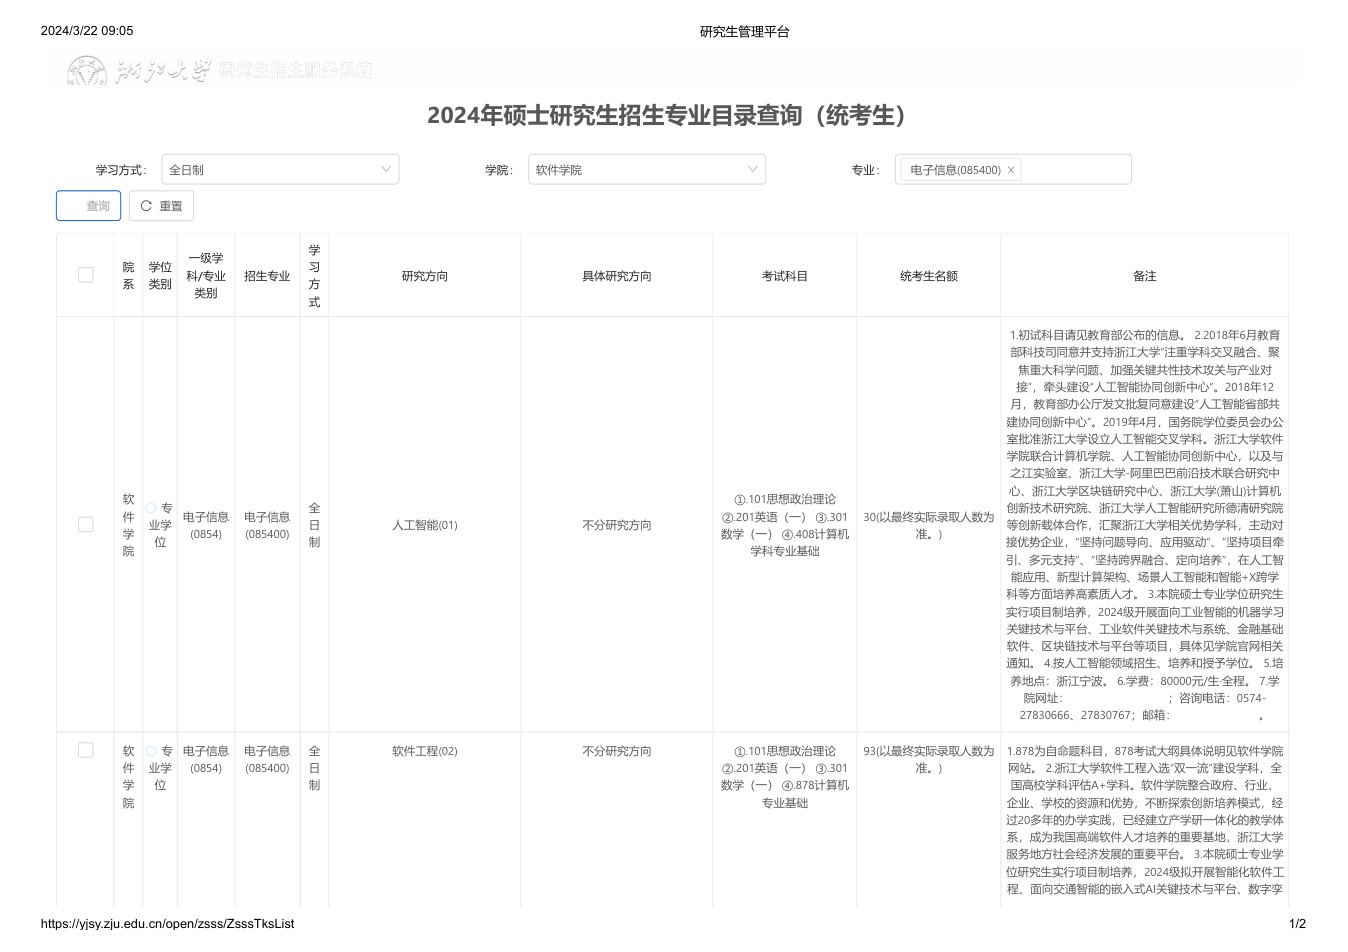 2024/3/22 09:05
研究生管理平台
浙江大学 研究生招生服务系统
2024年硕士研究生招生专业目录查询（统考生）
学习方式： 全日制
学院： 软件学院
专业： 电子信息(085400) ×
查询
重置
院系
学位类别
一级学科/专业类别
招生专业
学习方式
研究方向
具体研究方向
考试科目
统考生名额
备注
软件学院
专业学位
电子信息(0854)
电子信息(085400)
全日制
人工智能(01)
不分研究方向
①.101思想政治理论
②.201英语（一） ③.301
数学（一） ④.408计算机
学科专业基础
30(以最终实际录取人数为
准。)
1.初试科目请见教育部公布的信息。 2.2018年6月教育
部科技司同意并支持浙江大学“注重学科交叉融合、聚
焦重大科学问题、加强关键共性技术攻关与产业对
接”，牵头建设“人工智能协同创新中心”。2018年12
月，教育部办公厅发文批复同意建设“人工智能省部共
建协同创新中心”。2019年4月，国务院学位委员会办公
室批准浙江大学设立人工智能交叉学科。浙江大学软件
学院联合计算机学院、人工智能协同创新中心，以及与
之江实验室、浙江大学-阿里巴巴前沿技术联合研究中
心、浙江大学区块链研究中心、浙江大学(萧山)计算机
创新技术研究院、浙江大学人工智能研究所德清研究院
等创新载体合作，汇聚浙江大学相关优势学科，主动对
接优势企业，“坚持问题导向、应用驱动”、“坚持项目牵
引、多元支持”、“坚持跨界融合、定向培养”，在人工智
能应用、新型计算架构、场景人工智能和智能+X跨学
科等方面培养高素质人才。 3.本院硕士专业学位研究生
实行项目制培养，2024级开展面向工业智能的机器学习
关键技术与平台、工业软件关键技术与系统、金融基础
软件、区块链技术与平台等项目，具体见学院官网相关
通知。 4.按人工智能领域招生、培养和授予学位。 5.培
养地点：浙江宁波。 6.学费：80000元/生·全程。 7.学
院网址： ；咨询电话：0574-
27830666、27830767；邮箱： 。
软件学院
专业学位
电子信息(0854)
电子信息(085400)
全日制
软件工程(02)
不分研究方向
①.101思想政治理论
②.201英语（一） ③.301
数学（一） ④.878计算机
专业基础
93(以最终实际录取人数为
准。)
1.878为自命题科目，878考试大纲具体说明见软件学院
网站。 2.浙江大学软件工程入选“双一流”建设学科，全
国高校学科评估A+学科。软件学院整合政府、行业、
企业、学校的资源和优势，不断探索创新培养模式，经
过20多年的办学实践，已经建立产学研一体化的教学体
系，成为我国高端软件人才培养的重要基地，浙江大学
服务地方社会经济发展的重要平台。 3.本院硕士专业学
位研究生实行项目制培养，2024级拟开展智能化软件工
程、面向交通智能的嵌入式AI关键技术与平台、数字孪
https://yjsy.zju.edu.cn/open/zsss/ZsssTksList
1/2